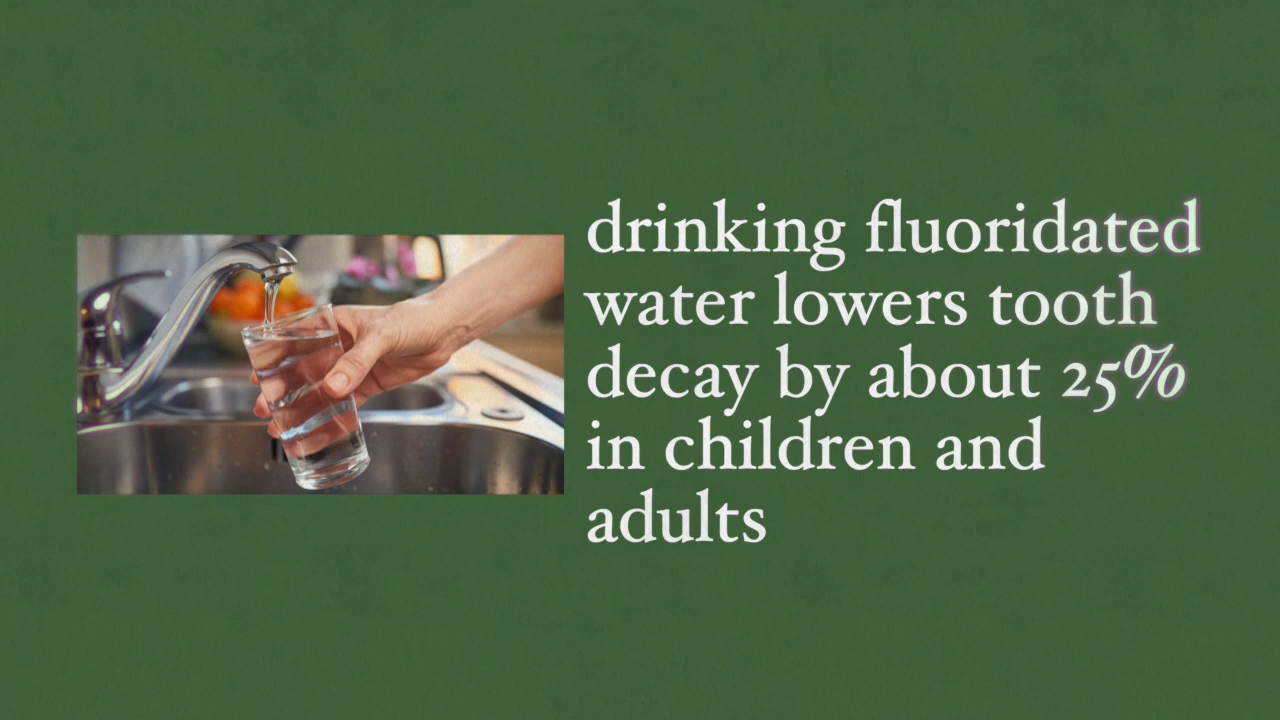 drinking fluoridated
water lowers tooth
decay by about 25%
in children and
adults